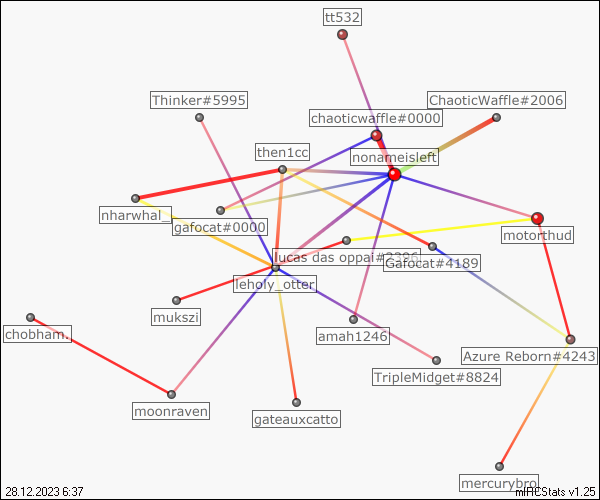 tt532
Thinker#5995
ChaoticWaffle#2006
chaoticwaffle#0000
then1cc
nonameisleft
nharwhal_
gafocat#0000
motorthud
lucas das oppai#2386
Gafocat#4189
leholy_otter
mukszi
amah1246
chobham.
Azure Reborn#4243
TripleMidget#8824
moonraven
gateauxcatto
mercurybro
28.12.2023 6:37
mIRCStats v1.25